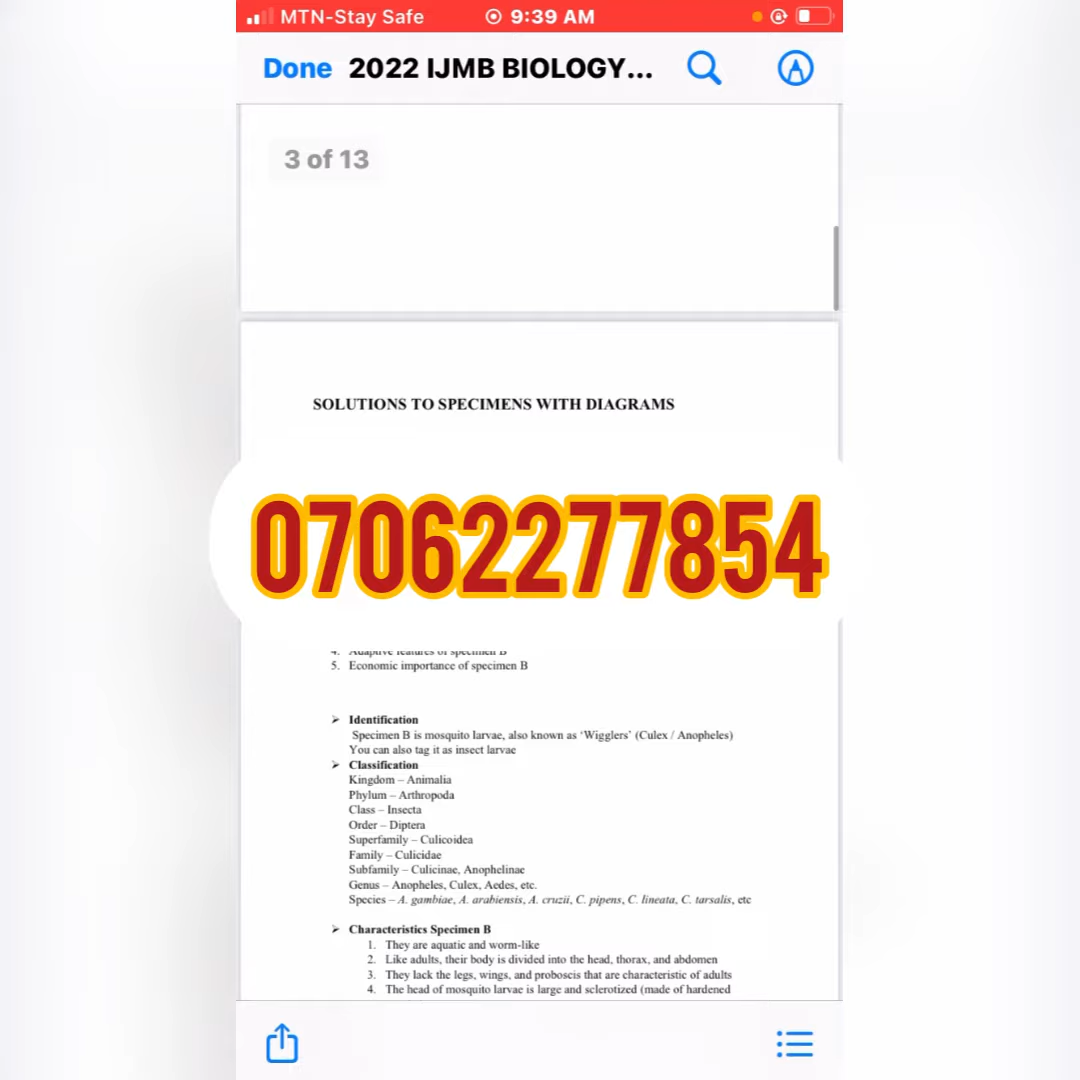 MTN-Stay Safe 9:39 AM
Done 2022 IJMB BIOLOGY...
3 of 13
SOLUTIONS TO SPECIMENS WITH DIAGRAMS
07062277854
4. Adaptive features of specimen B
5. Economic importance of specimen B
➢ Identification
Specimen B is mosquito larvae, also known as ‘Wigglers’ (Culex / Anopheles)
You can also tag it as insect larvae
➢ Classification
Kingdom – Animalia
Phylum – Arthropoda
Class – Insecta
Order – Diptera
Superfamily – Culicoidea
Family – Culicidae
Subfamily – Culicinae, Anophelinae
Genus – Anopheles, Culex, Aedes, etc.
Species – A. gambiae, A. arabiensis, A. cruzii, C. pipens, C. lineata, C. tarsalis, etc
➢ Characteristics Specimen B
1. They are aquatic and worm-like
2. Like adults, their body is divided into the head, thorax, and abdomen
3. They lack the legs, wings, and proboscis that are characteristic of adults
4. The head of mosquito larvae is large and sclerotized (made of hardened